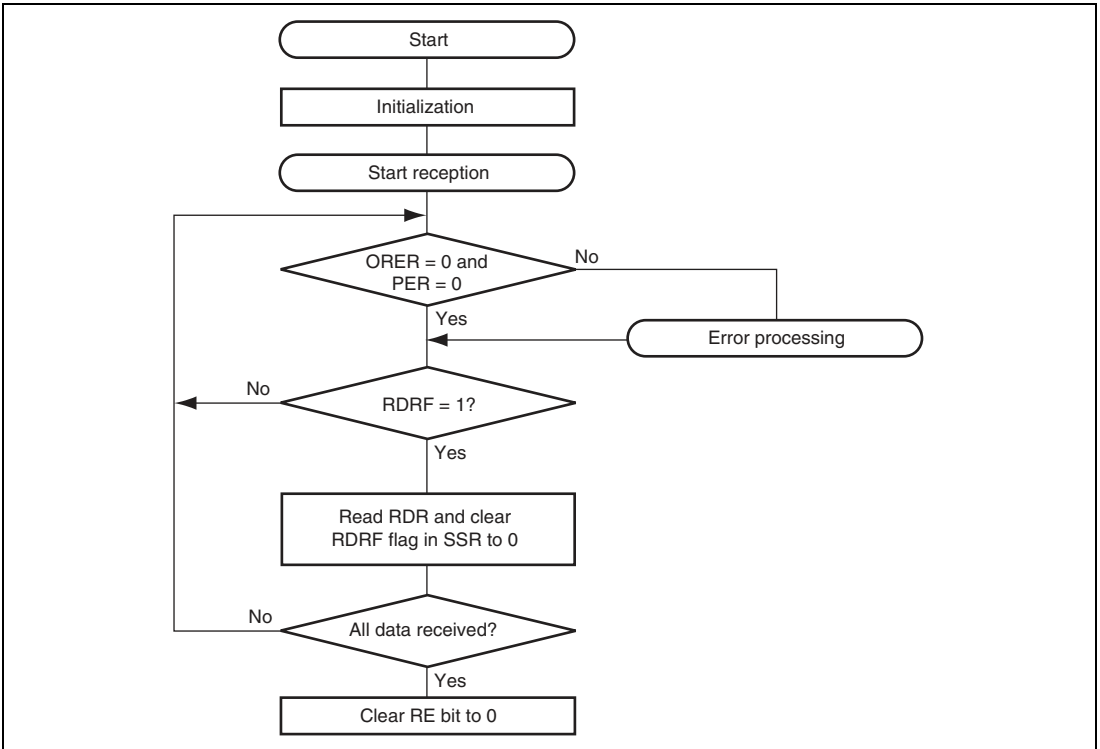 Start
Initialization
Start reception
ORER = 0 and
PER = 0
No
Yes
Error processing
No
RDRF = 1?
Yes
Read RDR and clear
RDRF flag in SSR to 0
No
All data received?
Yes
Clear RE bit to 0